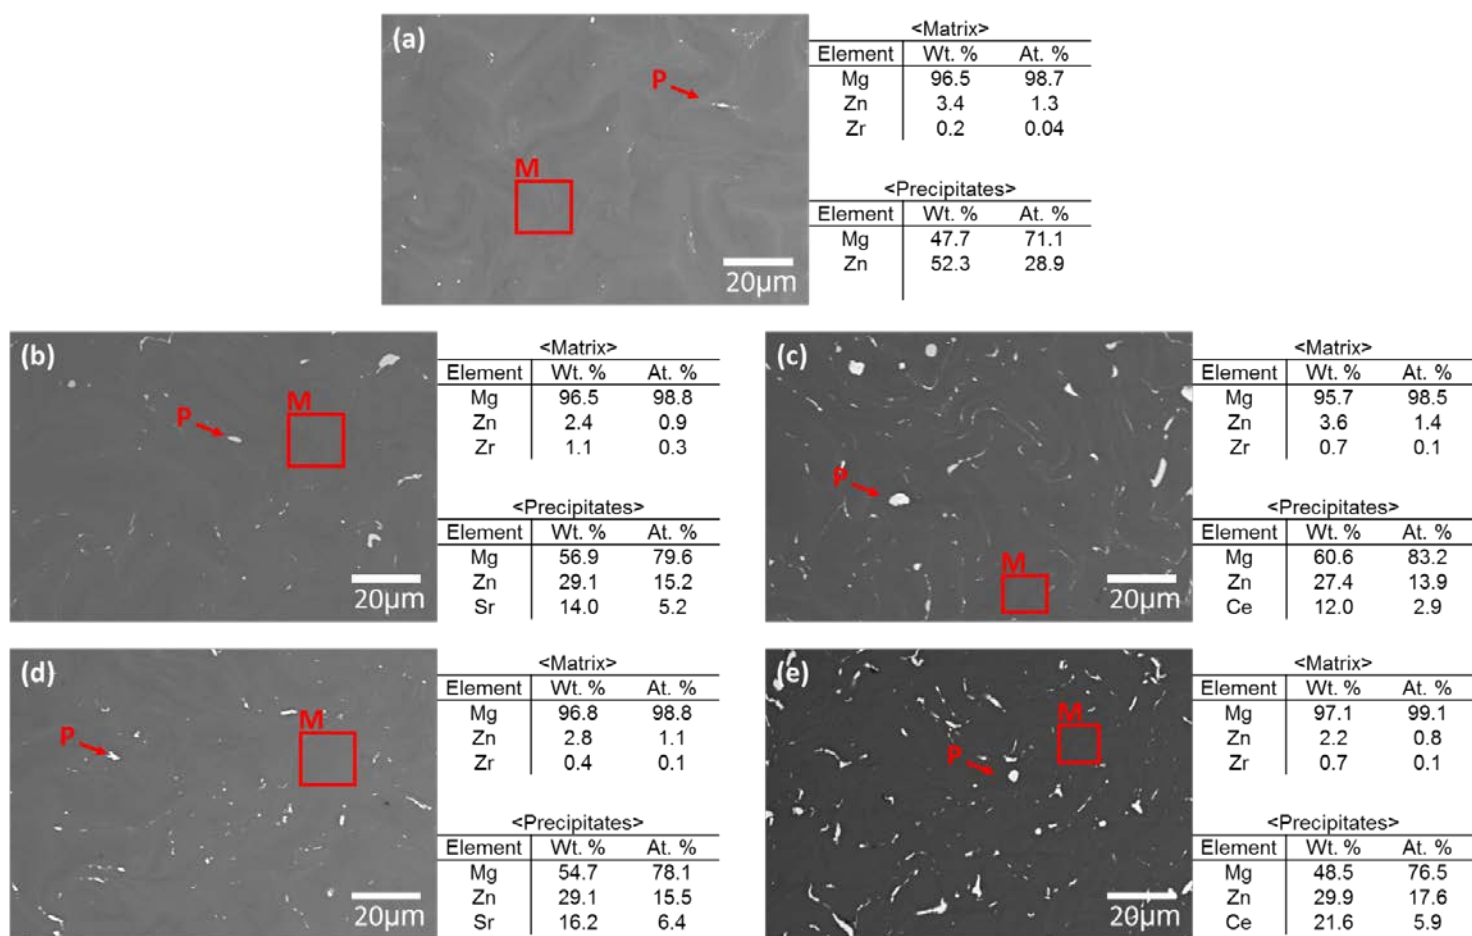 (a)
P
M
20μm
<Matrix>
Element Wt. % At. %
Mg 96.5 98.7
Zn 3.4 1.3
Zr 0.2 0.04
<Precipitates>
Element Wt. % At. %
Mg 47.7 71.1
Zn 52.3 28.9
(b)
P
M
20μm
<Matrix>
Element Wt. % At. %
Mg 96.5 98.8
Zn 2.4 0.9
Zr 1.1 0.3
<Precipitates>
Element Wt. % At. %
Mg 56.9 79.6
Zn 29.1 15.2
Sr 14.0 5.2
(c)
P
M
20μm
<Matrix>
Element Wt. % At. %
Mg 95.7 98.5
Zn 3.6 1.4
Zr 0.7 0.1
<Precipitates>
Element Wt. % At. %
Mg 60.6 83.2
Zn 27.4 13.9
Ce 12.0 2.9
(d)
P
M
20μm
<Matrix>
Element Wt. % At. %
Mg 96.8 98.8
Zn 2.8 1.1
Zr 0.4 0.1
<Precipitates>
Element Wt. % At. %
Mg 54.7 78.1
Zn 29.1 15.5
Sr 16.2 6.4
(e)
M
P
20μm
<Matrix>
Element Wt. % At. %
Mg 97.1 99.1
Zn 2.2 0.8
Zr 0.7 0.1
<Precipitates>
Element Wt. % At. %
Mg 48.5 76.5
Zn 29.9 17.6
Ce 21.6 5.9